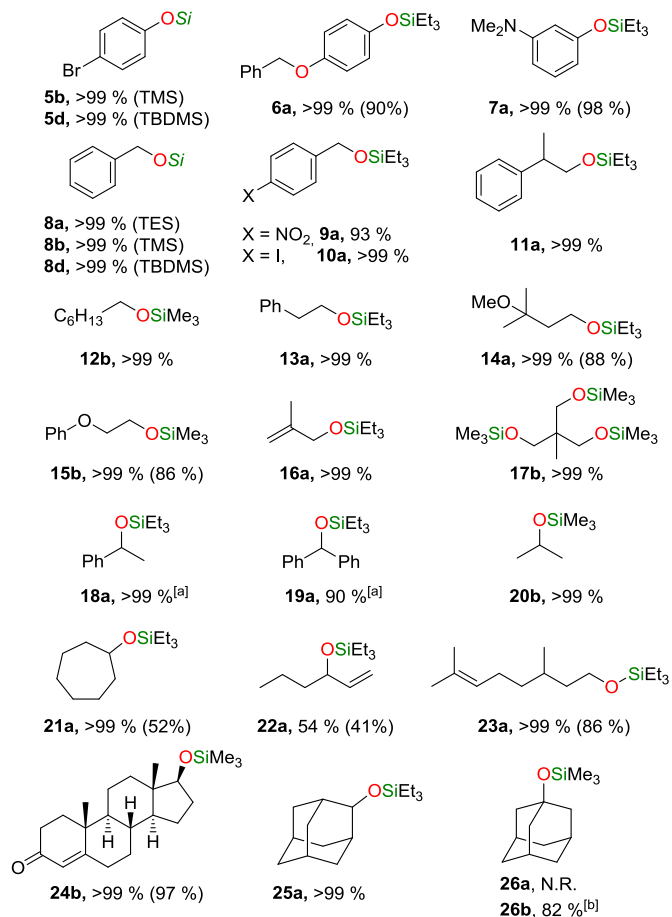 OSi
Br
5b, >99 % (TMS)
5d, >99 % (TBDMS)
OSiEt3
Ph O
6a, >99 % (90%)
NMe2 OSiEt3
7a, >99 % (98 %)
OSi
8a, >99 % (TES)
8b, >99 % (TMS)
8d, >99 % (TBDMS)
OSiEt3
X
X = NO2, 9a, 93 %
X = I, 10a, >99 %
OSiEt3
11a, >99 %
C6H13 OSiMe3
12b, >99 %
Ph OSiEt3
13a, >99 %
MeO OSiEt3
14a, >99 % (88 %)
Ph O OSiMe3
15b, >99 % (86 %)
OSiEt3
16a, >99 %
OSiMe3
Me3SiO OSiMe3
17b, >99 %
OSiEt3
Ph
18a, >99 %[a]
OSiEt3
Ph Ph
19a, 90 %[a]
OSiMe3
20b, >99 %
OSiEt3
21a, >99 % (52%)
OSiEt3
22a, 54 % (41%)
O SiEt3
23a, >99 % (86 %)
OSiMe3
H
H H
O
24b, >99 % (97 %)
OSiEt3
25a, >99 %
OSiMe3
26a, N.R.
26b, 82 %[b]